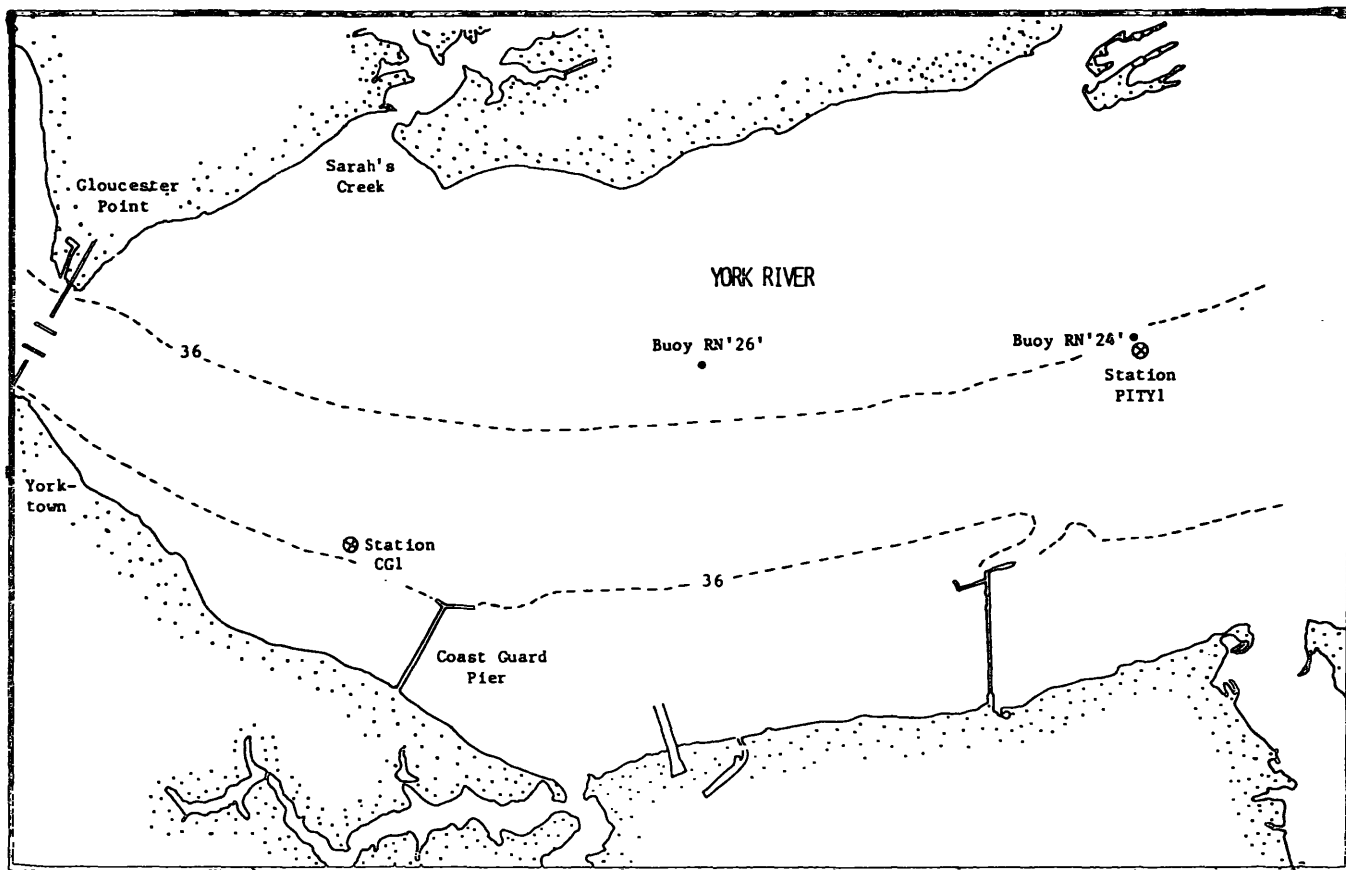 Sarah's
Creek
Gloucester
Point
YORK RIVER
36
Buoy RN'26'
Buoy RN'24'
Station
PITY1
York-
town
Station
CG1
36
Coast Guard
Pier